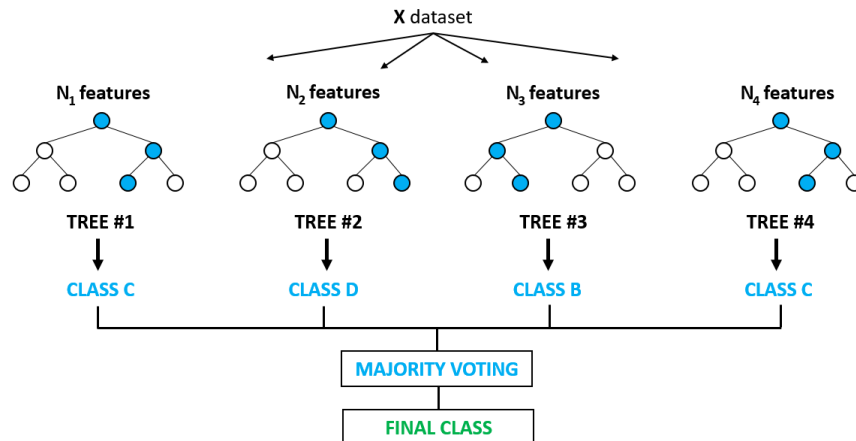 X dataset
N₁ features
N₂ features
N₃ features
N₄ features
TREE #1
TREE #2
TREE #3
TREE #4
CLASS C
CLASS D
CLASS B
CLASS C
MAJORITY VOTING
FINAL CLASS